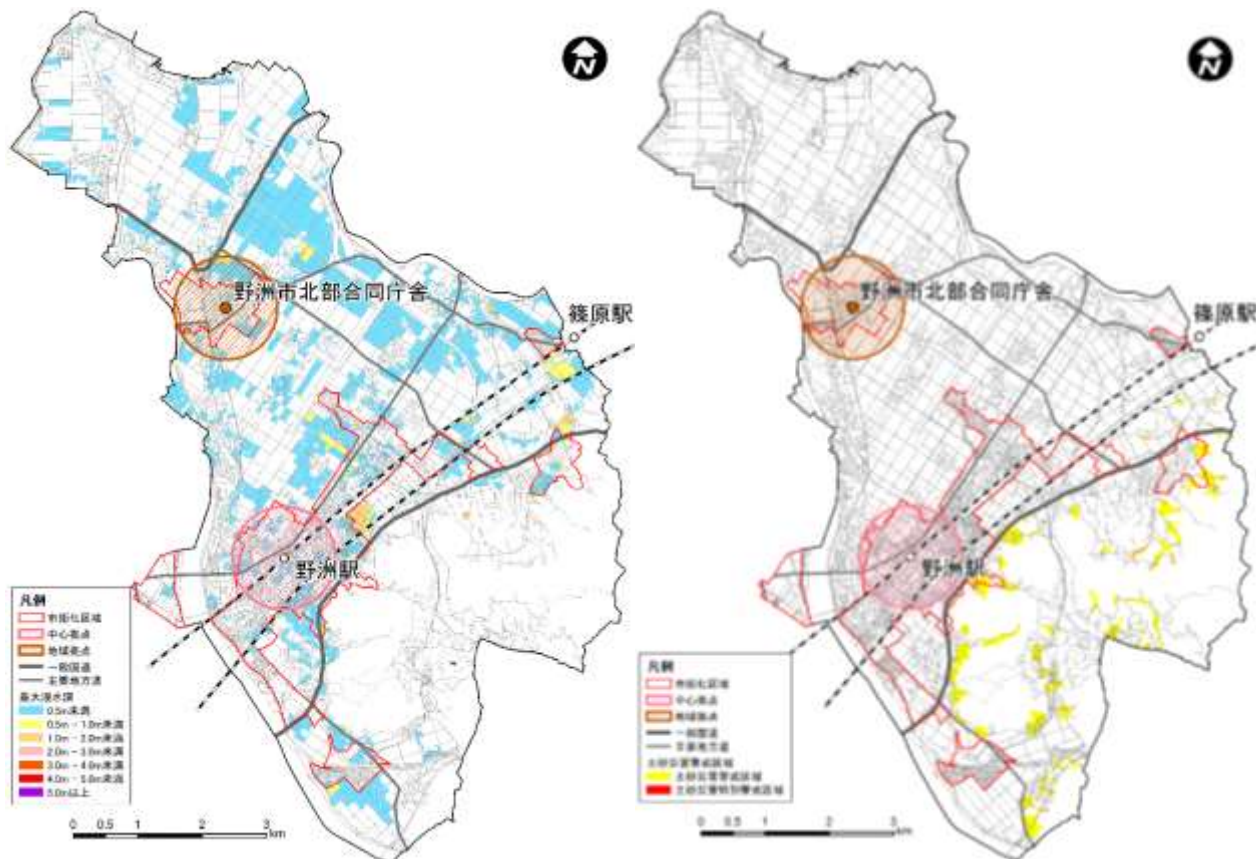 N
野洲市北部合同庁舎
篠原駅
野洲駅
凡例
市街化区域
中心拠点
地域拠点
一般国道
主要地方道
最大浸水深
0.5m未満
0.5m - 1.0m未満
1.0m - 2.0m未満
2.0m - 3.0m未満
3.0m - 4.0m未満
4.0m - 5.0m未満
5.0m以上
0 0.5 1 2 3 km
N
野洲市北部合同庁舎
篠原駅
野洲駅
凡例
市街化区域
中心拠点
地域拠点
一般国道
主要地方道
土砂災害警戒区域
土砂災害警戒区域
土砂災害特別警戒区域
0 0.5 1 2 3 km